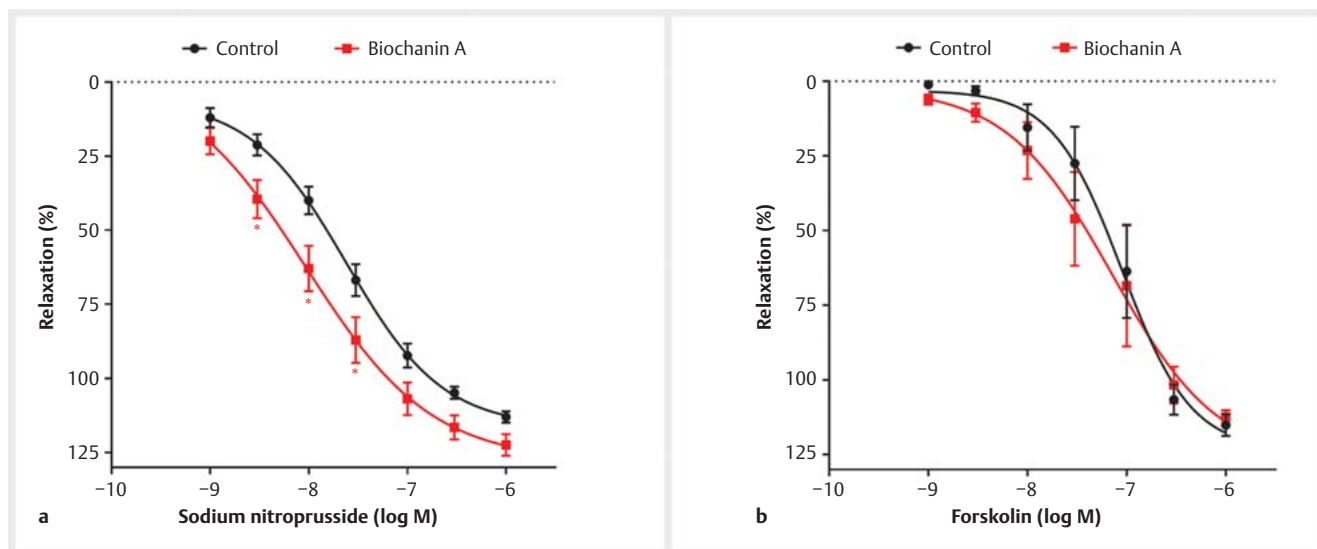 Control Biochanin A
0
25
50
75
100
125
Relaxation (%)
* * *
−10 −9 −8 −7 −6
a Sodium nitroprusside (log M)
Control Biochanin A
0
25
50
75
100
125
Relaxation (%)
−10 −9 −8 −7 −6
b Forskolin (log M)